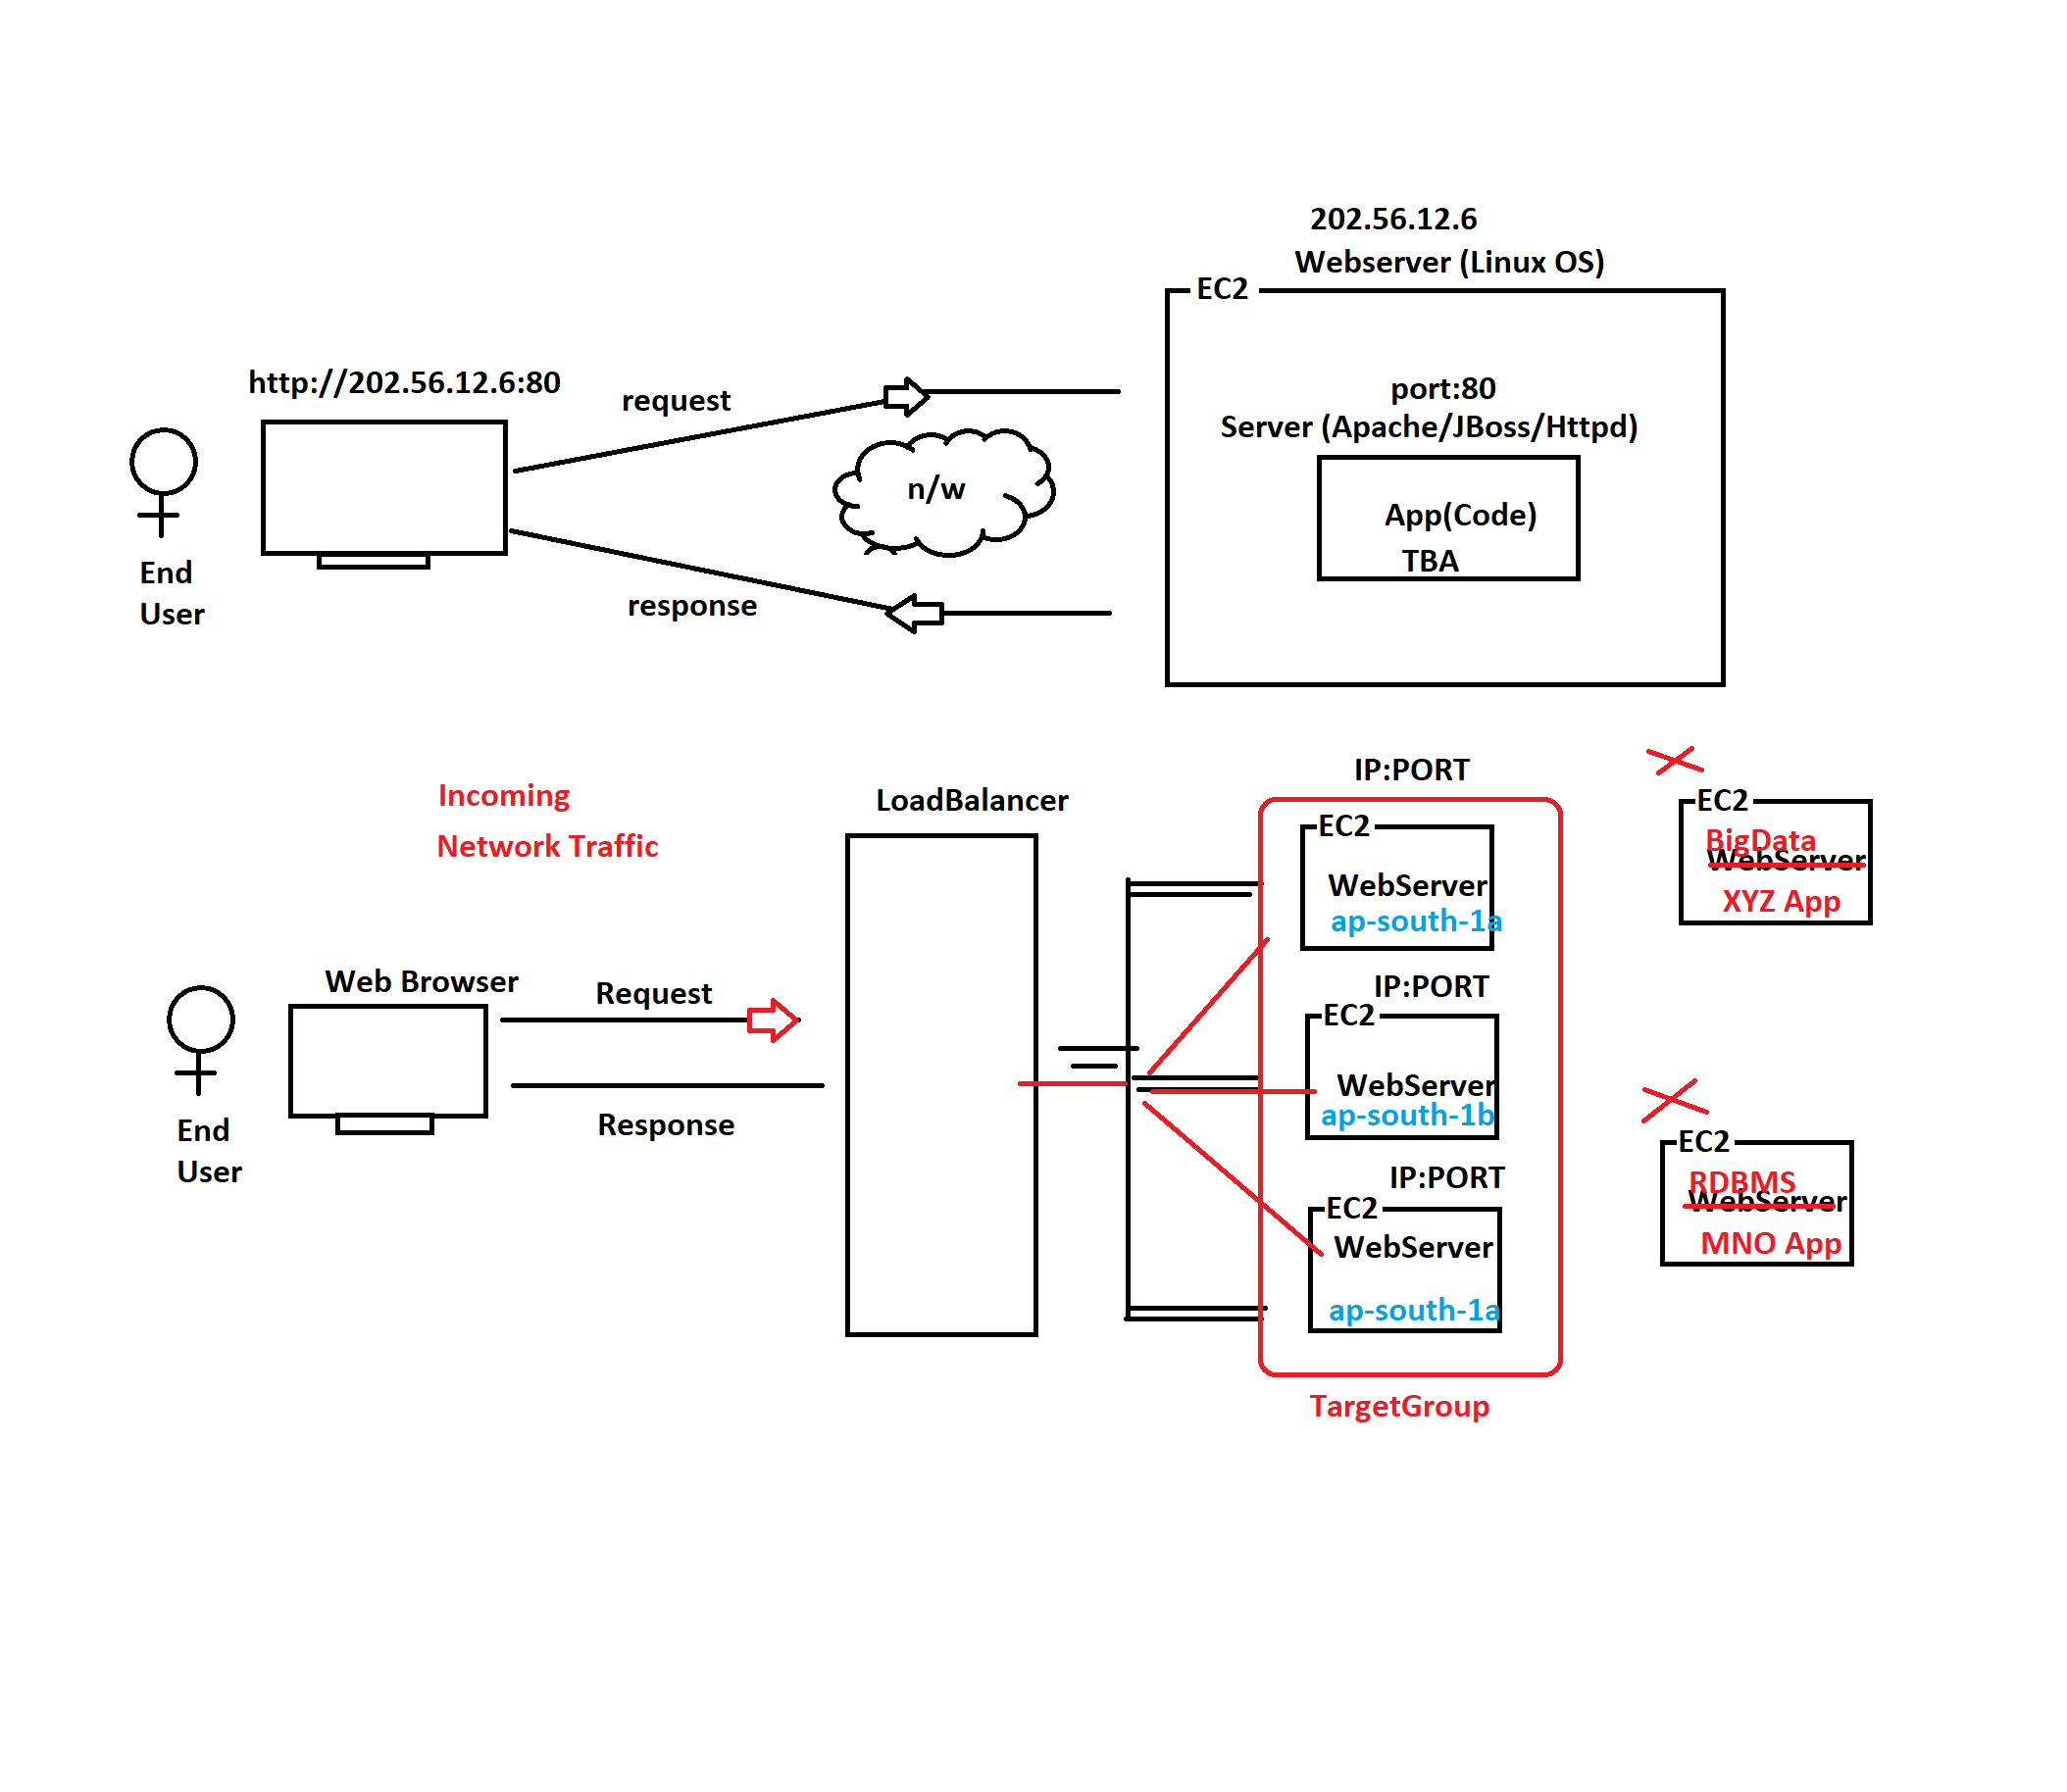 202.56.12.6
Webserver (Linux OS)
EC2
http://202.56.12.6:80
request
port:80
Server (Apache/JBoss/Httpd)
n/w
App(Code)
TBA
End
User
response
IP:PORT
Incoming
Network Traffic
LoadBalancer
EC2
WebServer
ap-south-1a
EC2
BigData
WebServer
XYZ App
Web Browser
Request
Response
End
User
IP:PORT
EC2
WebServer
ap-south-1b
IP:PORT
EC2
WebServer
ap-south-1a
EC2
RDBMS
WebServer
MNO App
TargetGroup